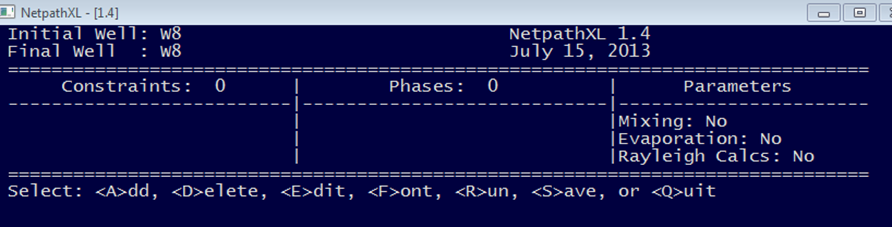 NetpathXL - [1.4]
Initial Well: W8 NetpathXL 1.4
Final Well : W8 July 15, 2013
================================================================================
Constraints: 0 | Phases: 0 | Parameters
--------------------------|-----------------------------|-----------------------
| |Mixing: No
| |Evaporation: No
| |Rayleigh Calcs: No
================================================================================
Select: <A>dd, <D>elete, <E>dit, <F>ont, <R>un, <S>ave, or <Q>uit